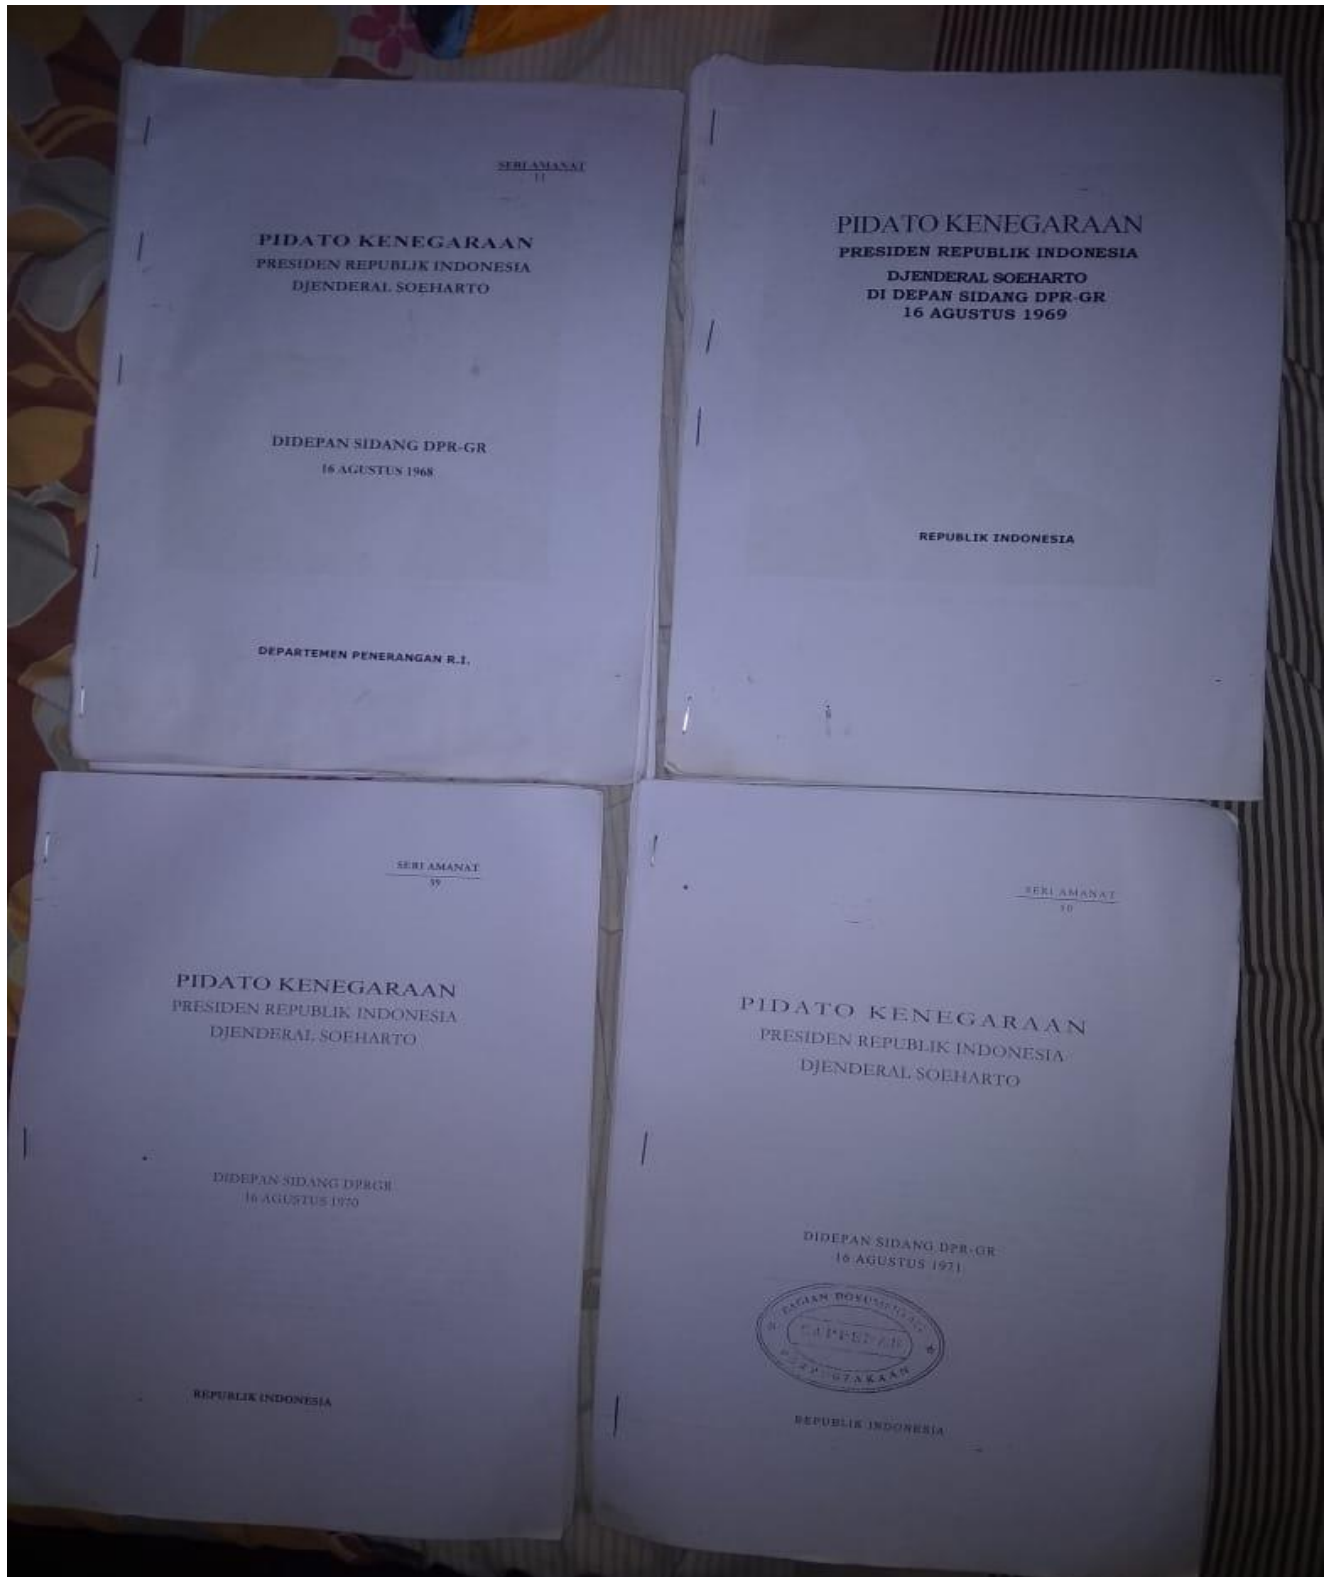 SERI AMANAT
11
PIDATO KENEGARAAN
PRESIDEN REPUBLIK INDONESIA
DJENDERAL SOEHARTO
DIDEPAN SIDANG DPR-GR
16 AGUSTUS 1968
DEPARTEMEN PENERANGAN R.I.
PIDATO KENEGARAAN
PRESIDEN REPUBLIK INDONESIA
DJENDERAL SOEHARTO
DI DEPAN SIDANG DPR-GR
16 AGUSTUS 1969
REPUBLIK INDONESIA
SERI AMANAT
39
PIDATO KENEGARAAN
PRESIDEN REPUBLIK INDONESIA
DJENDERAL SOEHARTO
DIDEPAN SIDANG DPRGR
16 AGUSTUS 1970
REPUBLIK INDONESIA
SERI AMANAT
10
PIDATO KENEGARAAN
PRESIDEN REPUBLIK INDONESIA
DJENDERAL SOEHARTO
DIDEPAN SIDANG DPR-GR
16 AGUSTUS 1971
BAGIAN
REPUBLIK INDONESIA